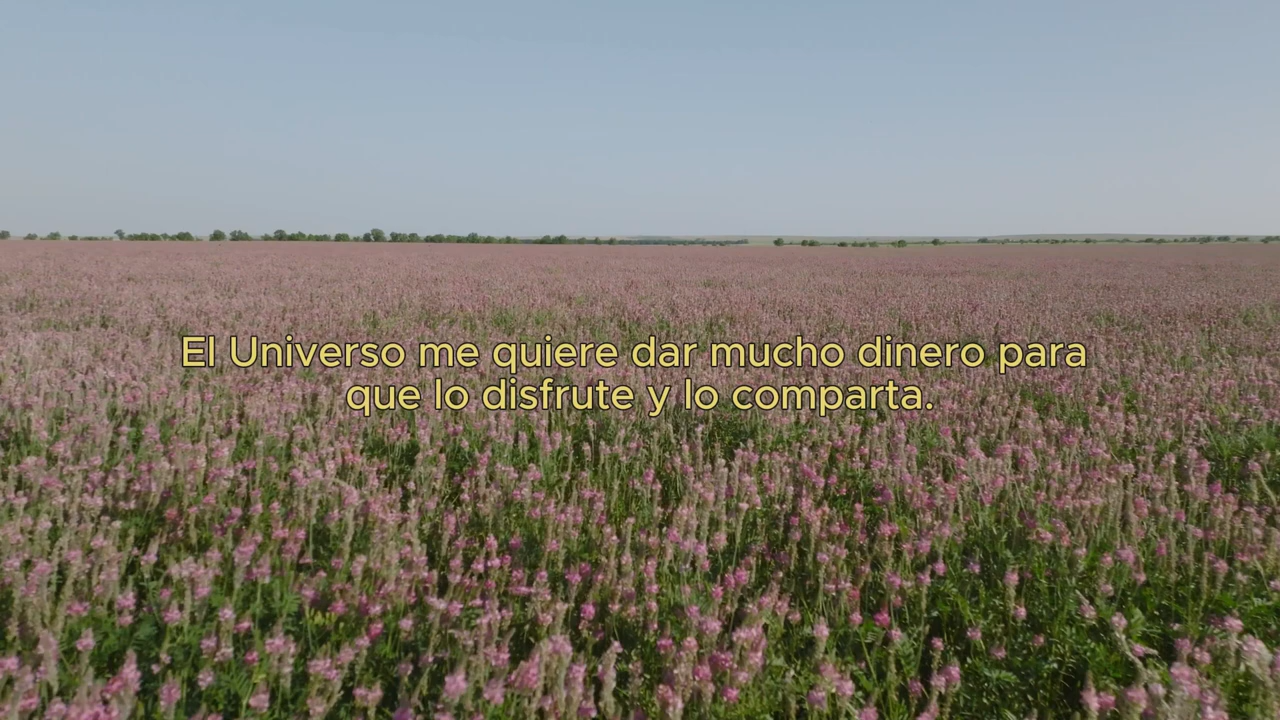 El Universo me quiere dar mucho dinero para
que lo disfrute y lo comparta.